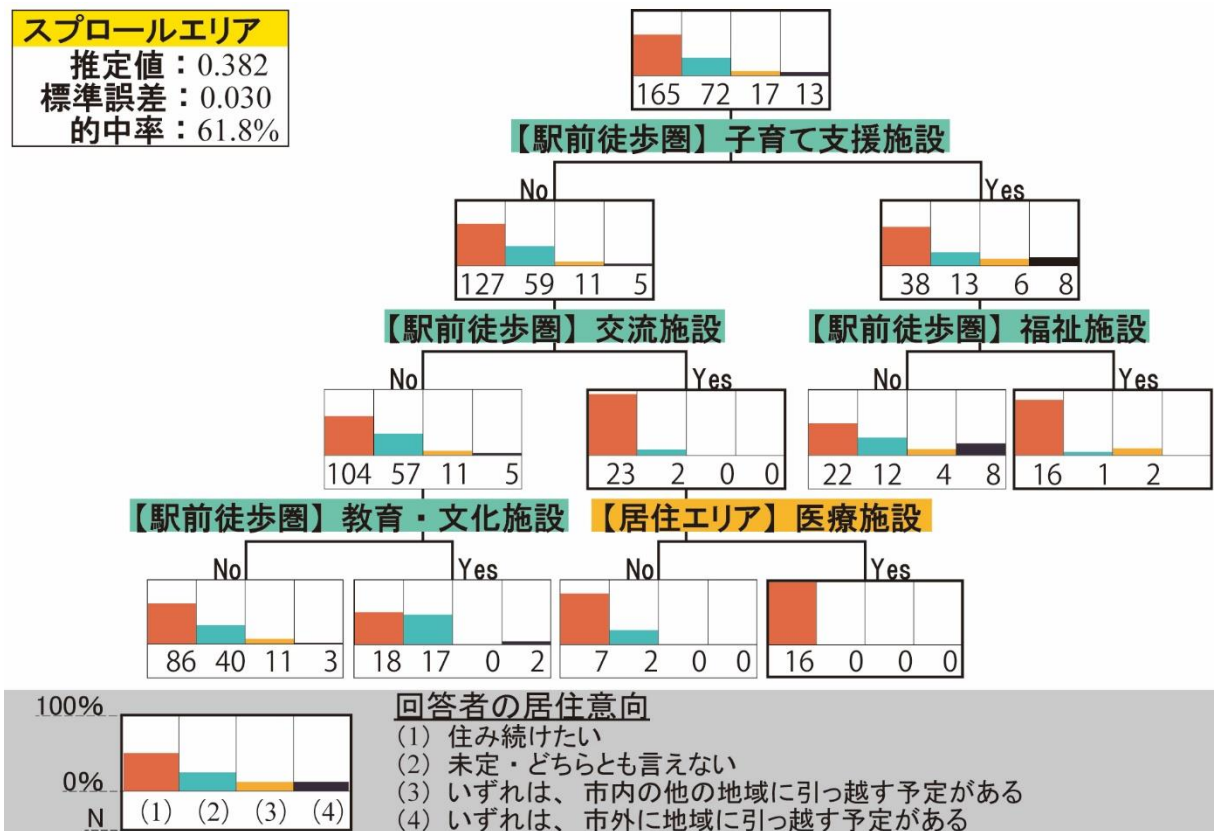 スプロールエリア
推定値：0.382
標準誤差：0.030
的中率：61.8%
165 72 17 13
【駅前徒歩圏】子育て支援施設
No Yes
127 59 11 5
38 13 6 8
【駅前徒歩圏】交流施設
【駅前徒歩圏】福祉施設
No Yes
No Yes
104 57 11 5
23 2 0 0
22 12 4 8
16 1 2
【駅前徒歩圏】教育・文化施設
【居住エリア】医療施設
No Yes
No Yes
86 40 11 3
18 17 0 2
7 2 0 0
16 0 0 0
100%
0%
N
(1) (2) (3) (4)
回答者の居住意向
(1) 住み続けたい
(2) 未定・どちらとも言えない
(3) いずれは、市内の他の地域に引っ越す予定がある
(4) いずれは、市外に地域に引っ越す予定がある